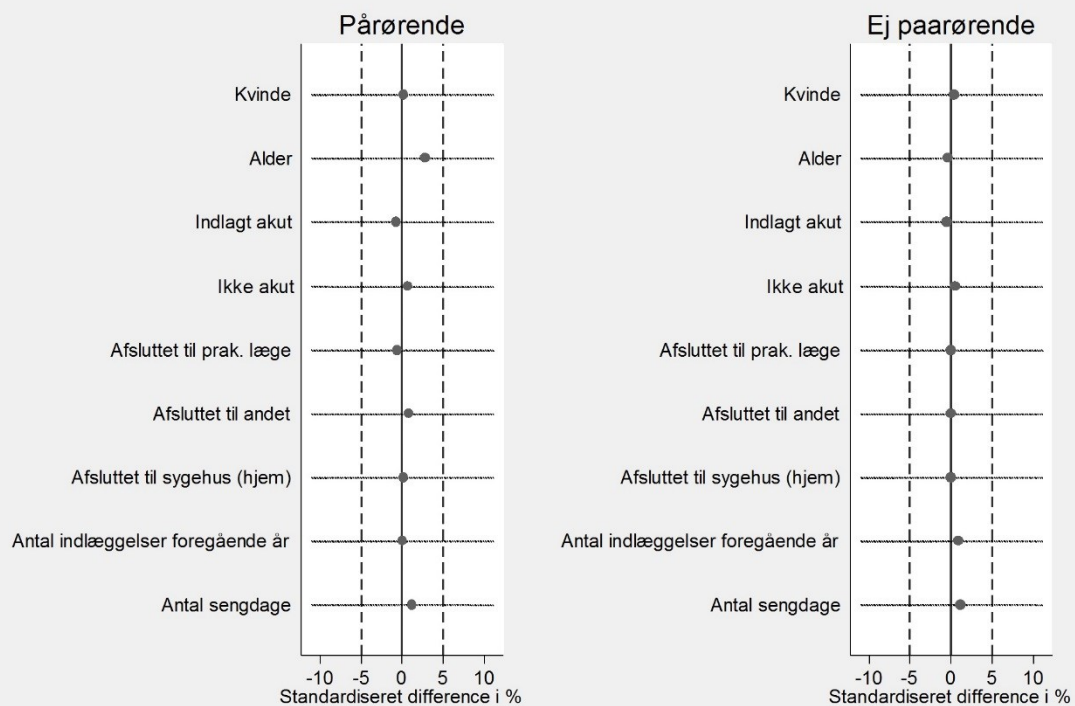 Pårørende
Kvinde
Alder
Indlagt akut
Ikke akut
Afsluttet til prak. læge
Afsluttet til andet
Afsluttet til sygehus (hjem)
Antal indlæggelser foregående år
Antal sengdage
-10 -5 0 5 10
Standardiseret difference i %
Ej paarørende
Kvinde
Alder
Indlagt akut
Ikke akut
Afsluttet til prak. læge
Afsluttet til andet
Afsluttet til sygehus (hjem)
Antal indlæggelser foregående år
Antal sengdage
-10 -5 0 5 10
Standardiseret difference i %